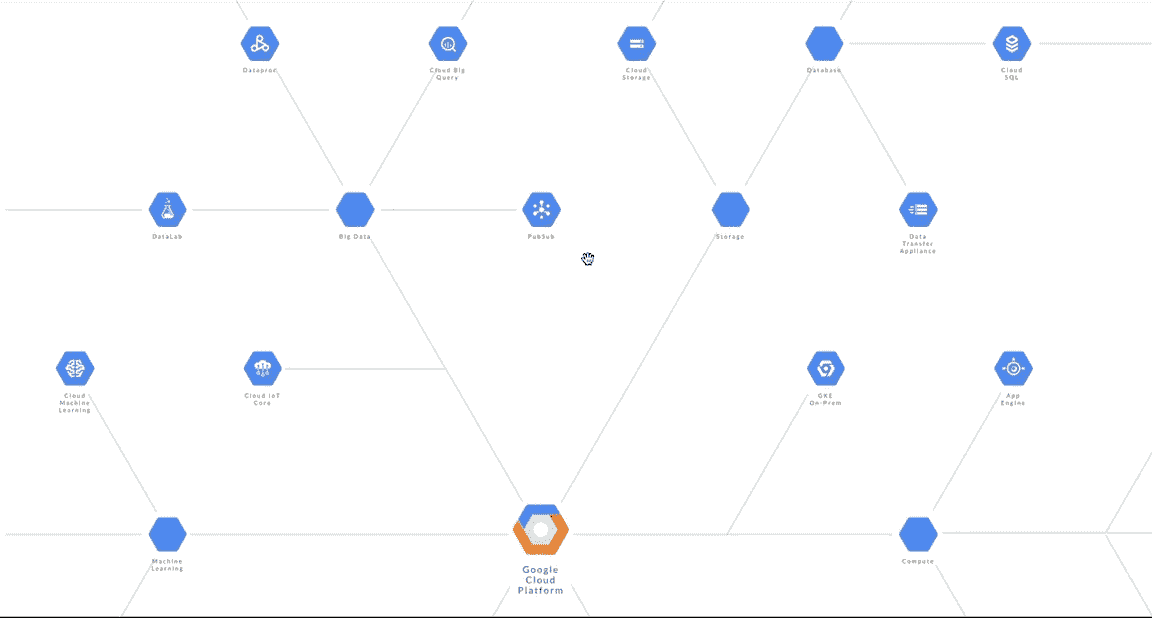 Dataproc
Cloud Big
Query
Cloud
Storage
Database
Cloud
SQL
DataLab
Big Data
PubSub
Storage
Data
Transfer
Appliance
Cloud
Machine
Learning
Cloud IoT
Core
GKE
On-Prem
App
Engine
Machine
Learning
Google
Cloud
Platform
Compute